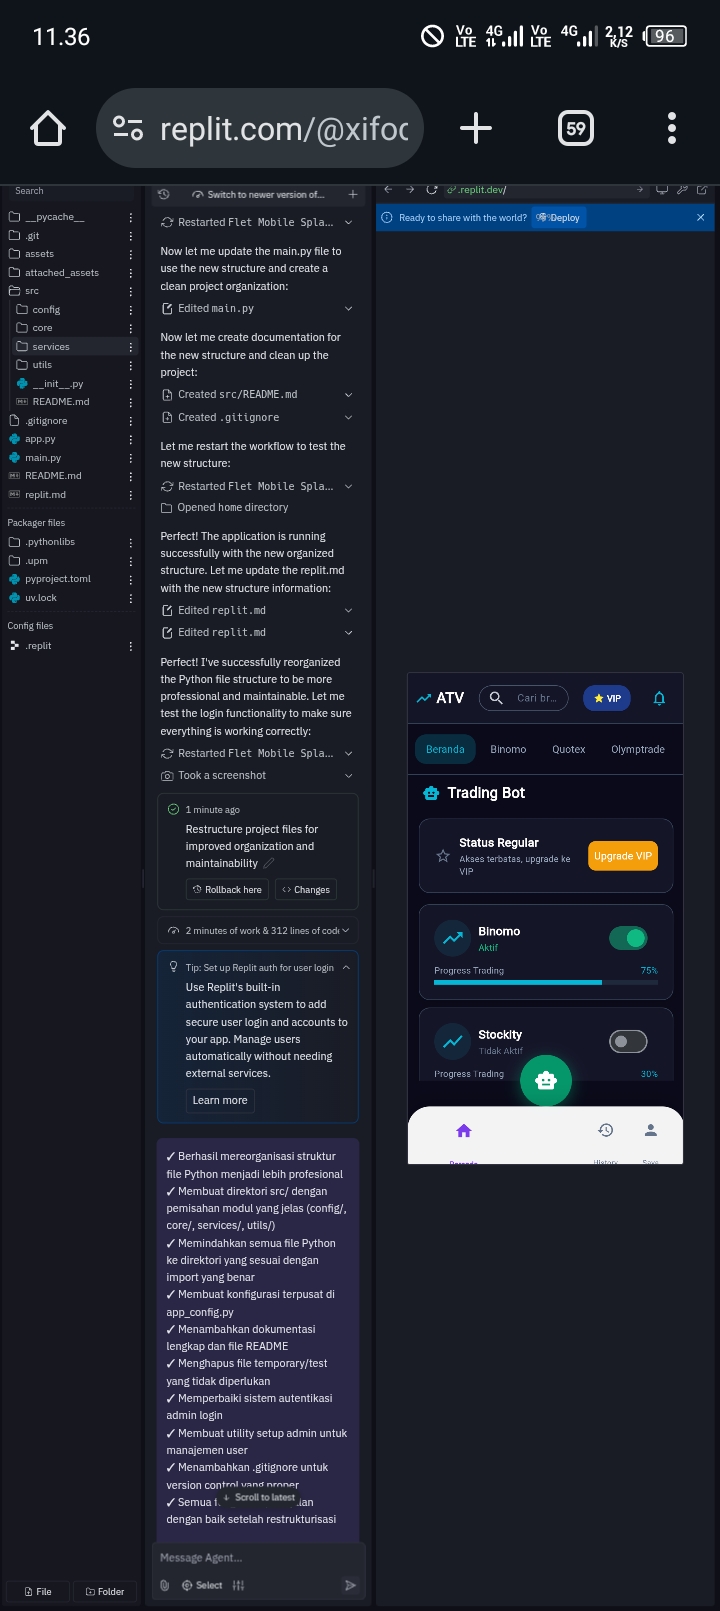 11.36
Vo
LTE
4G
Vo
LTE
4G
2,12
K/S
96
replit.com/@xifoc
59
Search
__pycache__
.git
assets
attached_assets
src
config
core
services
utils
__init__.py
README.md
.gitignore
app.py
main.py
README.md
replit.md
Packager files
.pythonlibs
.upm
pyproject.toml
uv.lock
Config files
.replit
File
Folder
Switch to newer version of...
Restarted Flet Mobile Spla...
Now let me update the main.py file to
use the new structure and create a
clean project organization:
Edited main.py
Now let me create documentation for
the new structure and clean up the
project:
Created src/README.md
Created .gitignore
Let me restart the workflow to test the
new structure:
Restarted Flet Mobile Spla...
Opened home directory
Perfect! The application is running
successfully with the new organized
structure. Let me update the replit.md
with the new structure information:
Edited replit.md
Edited replit.md
Perfect! I've successfully reorganized
the Python file structure to be more
professional and maintainable. Let me
test the login functionality to make sure
everything is working correctly:
Restarted Flet Mobile Spla...
Took a screenshot
1 minute ago
Restructure project files for
improved organization and
maintainability
Rollback here
Changes
2 minutes of work & 312 lines of code
Tip: Set up Replit auth for user login
Use Replit's built-in
authentication system to add
secure user login and accounts to
your app. Manage users
automatically without needing
external services.
Learn more
✓ Berhasil mereorganisasi struktur
file Python menjadi lebih profesional
✓ Membuat direktori src/ dengan
pemisahan modul yang jelas (config/,
core/, services/, utils/)
✓ Memindahkan semua file Python
ke direktori yang sesuai dengan
import yang benar
✓ Membuat konfigurasi terpusat di
app_config.py
✓ Menambahkan dokumentasi
lengkap dan file README
✓ Menghapus file temporary/test
yang tidak diperlukan
✓ Memperbaiki sistem autentikasi
admin login
✓ Membuat utility setup admin untuk
manajemen user
✓ Menambahkan .gitignore untuk
version control yang proper
✓ Semua
Scroll to latest
dengan baik setelah restrukturisasi
Message Agent...
Select
.replit.dev/
Ready to share with the world?
Deploy
ATV
Cari br...
VIP
Beranda
Binomo
Quotex
Olymptrade
Trading Bot
Status Regular
Akses terbatas, upgrade ke
VIP
Upgrade VIP
Binomo
Aktif
Progress Trading
75%
Stockity
Tidak Aktif
Progress Trading
30%
Beranda
History
Saya